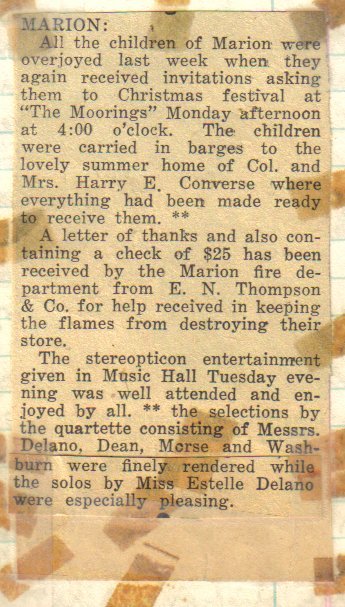 MARION:
All the children of Marion were
overjoyed last week when they
again received invitations asking
them to Christmas festival at
"The Moorings" Monday afternoon
at 4:00 o'clock. The children
were carried in barges to the
lovely summer home of Col. and
Mrs. Harry E. Converse where
everything had been made ready
to receive them. **
A letter of thanks and also con-
taining a check of $25 has been
received by the Marion fire de-
partment from E. N. Thompson
& Co. for help received in keeping
the flames from destroying their
store.
The stereopticon entertainment
given in Music Hall Tuesday eve-
ning was well attended and en-
joyed by all. ** the selections by
the quartette consisting of Messrs.
Delano, Dean, Morse and Wash-
burn were finely rendered while
the solos by Miss Estelle Delano
were especially pleasing.